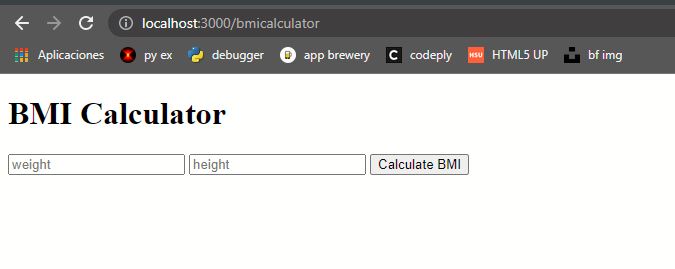 localhost:3000/bmicalculator
Aplicaciones py ex debugger app brewery codeply HTML5 UP bf img
BMI Calculator
weight height Calculate BMI